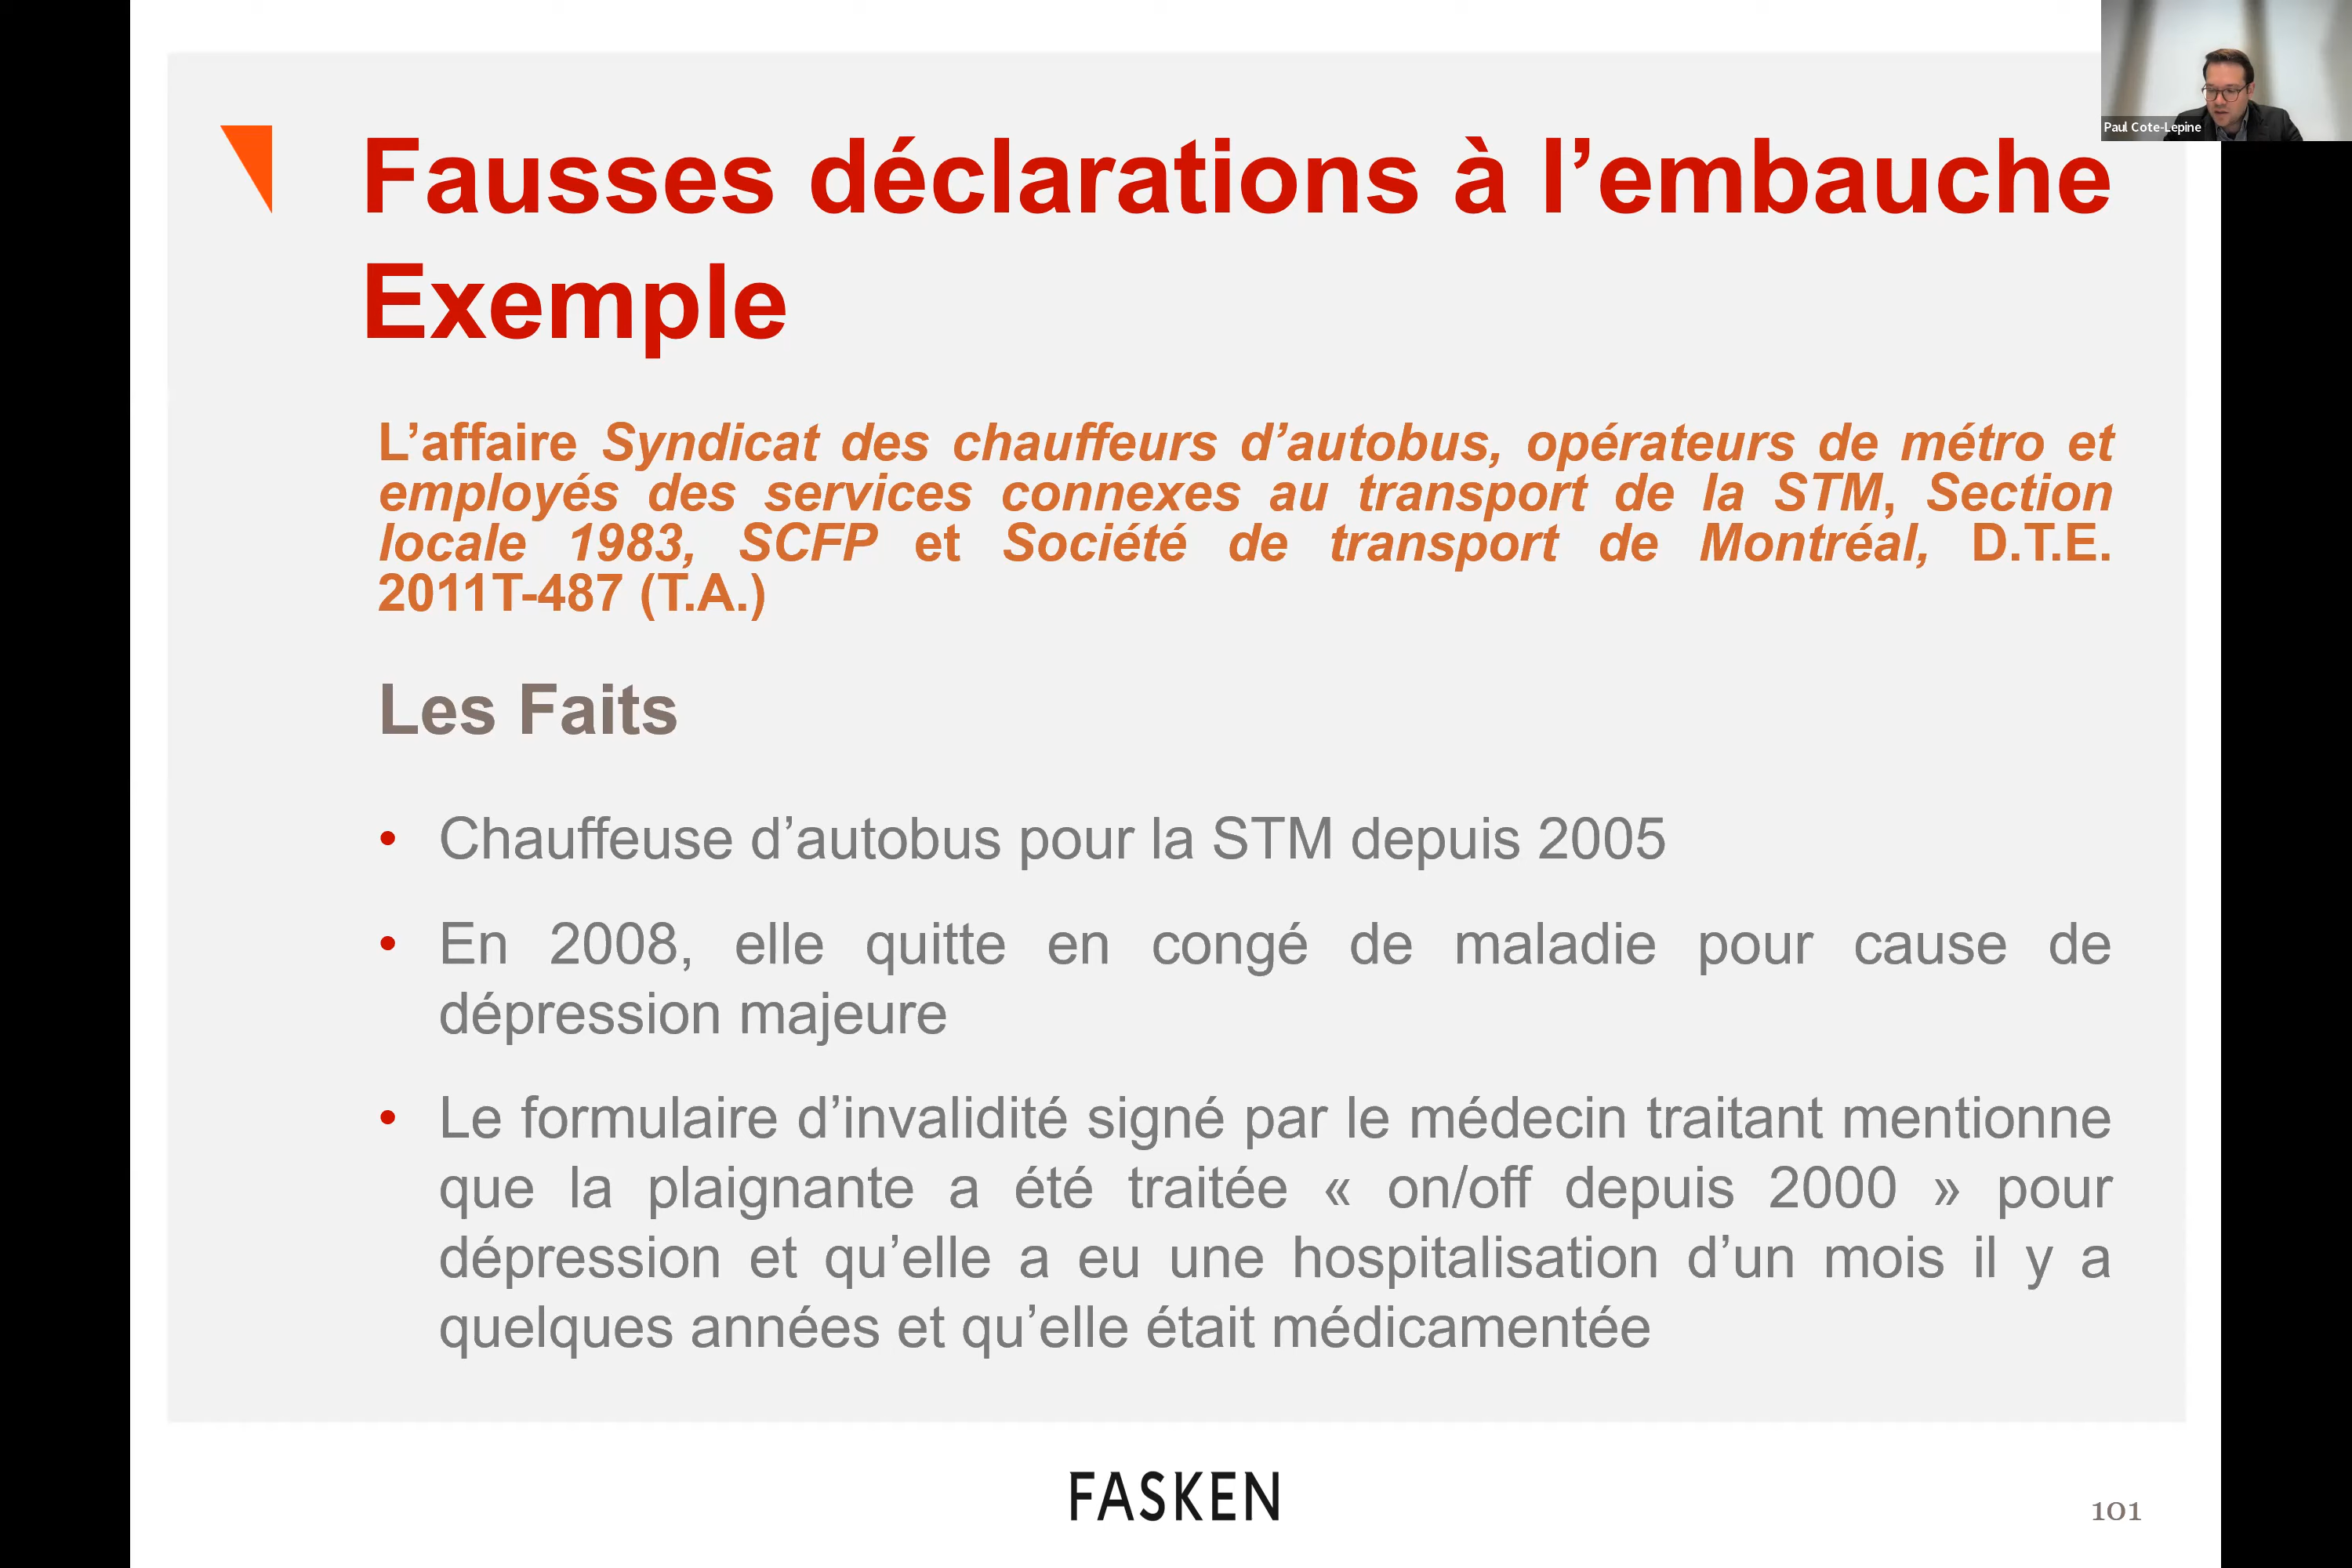 Paul Cote-Lepine
Fausses déclarations à l’embauche
Exemple
L’affaire Syndicat des chauffeurs d’autobus, opérateurs de métro et
employés des services connexes au transport de la STM, Section
locale 1983, SCFP et Société de transport de Montréal, D.T.E.
2011T-487 (T.A.)
Les Faits
• Chauffeuse d’autobus pour la STM depuis 2005
• En 2008, elle quitte en congé de maladie pour cause de
dépression majeure
• Le formulaire d’invalidité signé par le médecin traitant mentionne
que la plaignante a été traitée « on/off depuis 2000 » pour
dépression et qu’elle a eu une hospitalisation d’un mois il y a
quelques années et qu’elle était médicamentée
FASKEN
101